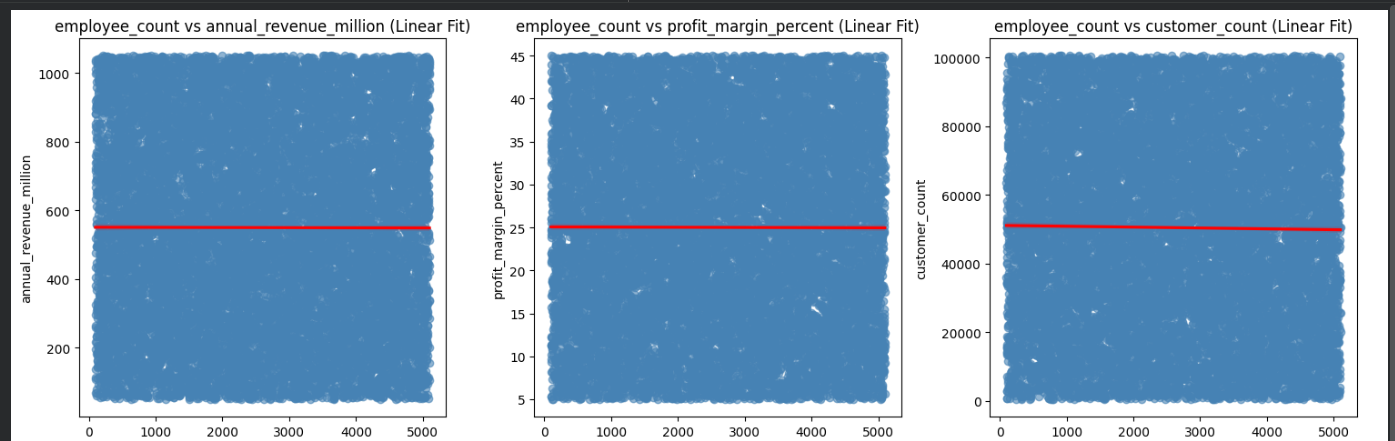 employee_count vs annual_revenue_million (Linear Fit)
annual_revenue_million
1000
800
600
400
200
0 1000 2000 3000 4000 5000
employee_count vs profit_margin_percent (Linear Fit)
profit_margin_percent
45
40
35
30
25
20
15
10
5
0 1000 2000 3000 4000 5000
employee_count vs customer_count (Linear Fit)
customer_count
100000
80000
60000
40000
20000
0
0 1000 2000 3000 4000 5000